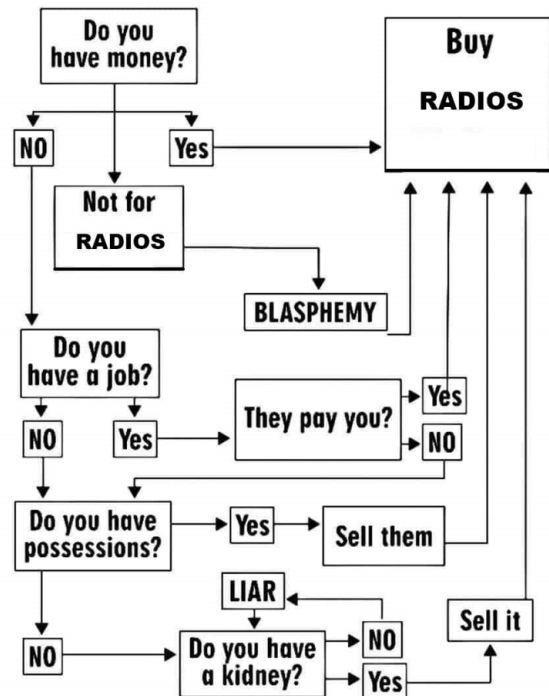 Do you
have money?
Buy
RADIOS
NO
Yes
Not for
RADIOS
BLASPHEMY
Do you
have a job?
They pay you?
Yes
NO
NO
Yes
Do you have
possessions?
Yes
Sell them
LIAR
Sell it
NO
Do you have
a kidney?
NO
Yes